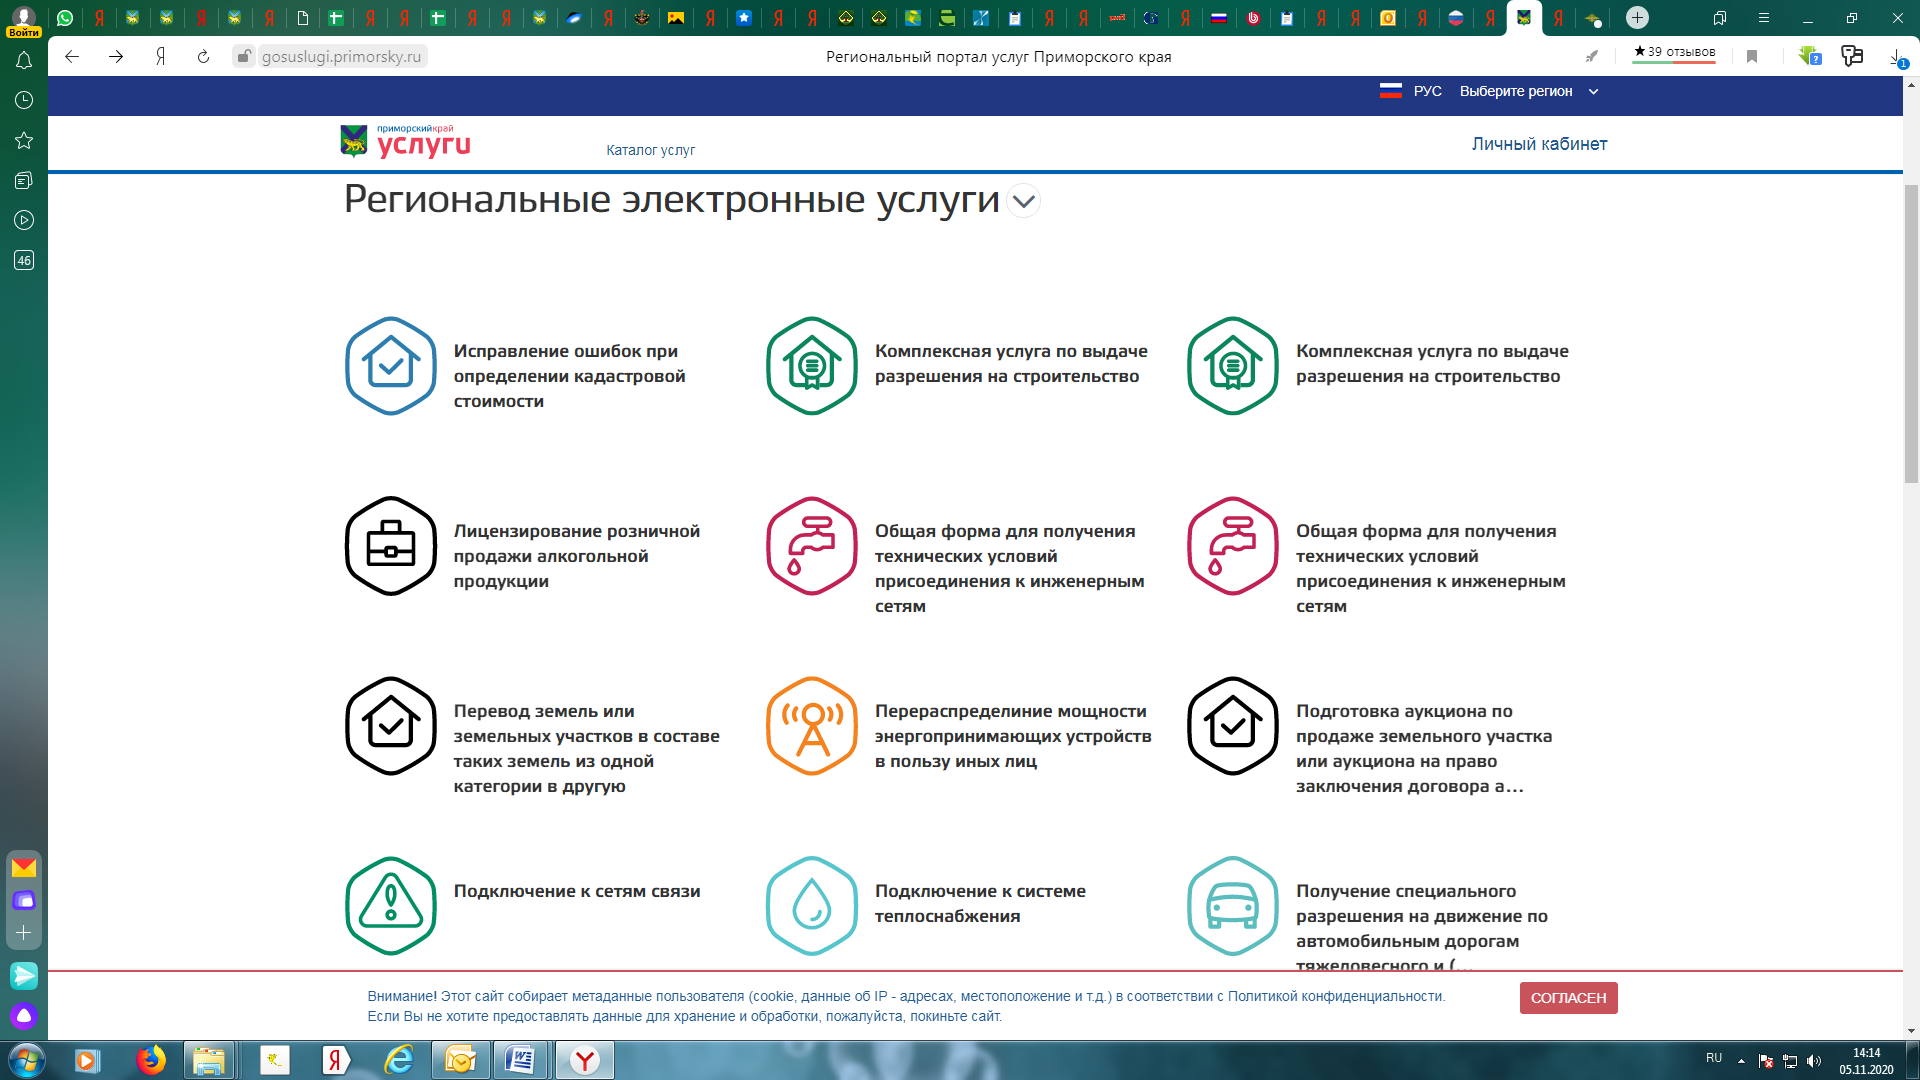 Войти
gosuslugi.primorsky.ru
Региональный портал услуг Приморского края
★39 отзывов
РУС
Выберите регион
приморскийкрай
услуги
Каталог услуг
Личный кабинет
Региональные электронные услуги
46
Исправление ошибок при
определении кадастровой
стоимости
Комплексная услуга по выдаче
разрешения на строительство
Комплексная услуга по выдаче
разрешения на строительство
Лицензирование розничной
продажи алкогольной
продукции
Общая форма для получения
технических условий
присоединения к инженерным
сетям
Общая форма для получения
технических условий
присоединения к инженерным
сетям
Перевод земель или
земельных участков в составе
таких земель из одной
категории в другую
Перераспределиние мощности
энергопринимающих устройств
в пользу иных лиц
Подготовка аукциона по
продаже земельного участка
или аукциона на право
заключения договора а...
Подключение к сетям связи
Подключение к системе
теплоснабжения
Получение специального
разрешения на движение по
автомобильным дорогам
тяжеловесного и (...
Внимание! Этот сайт собирает метаданные пользователя (cookie, данные об IP - адресах, местоположение и т.д.) в соответствии с Политикой конфиденциальности.
Если Вы не хотите предоставлять данные для хранение и обработки, пожалуйста, покиньте сайт.
СОГЛАСЕН
RU
14:14
05.11.2020